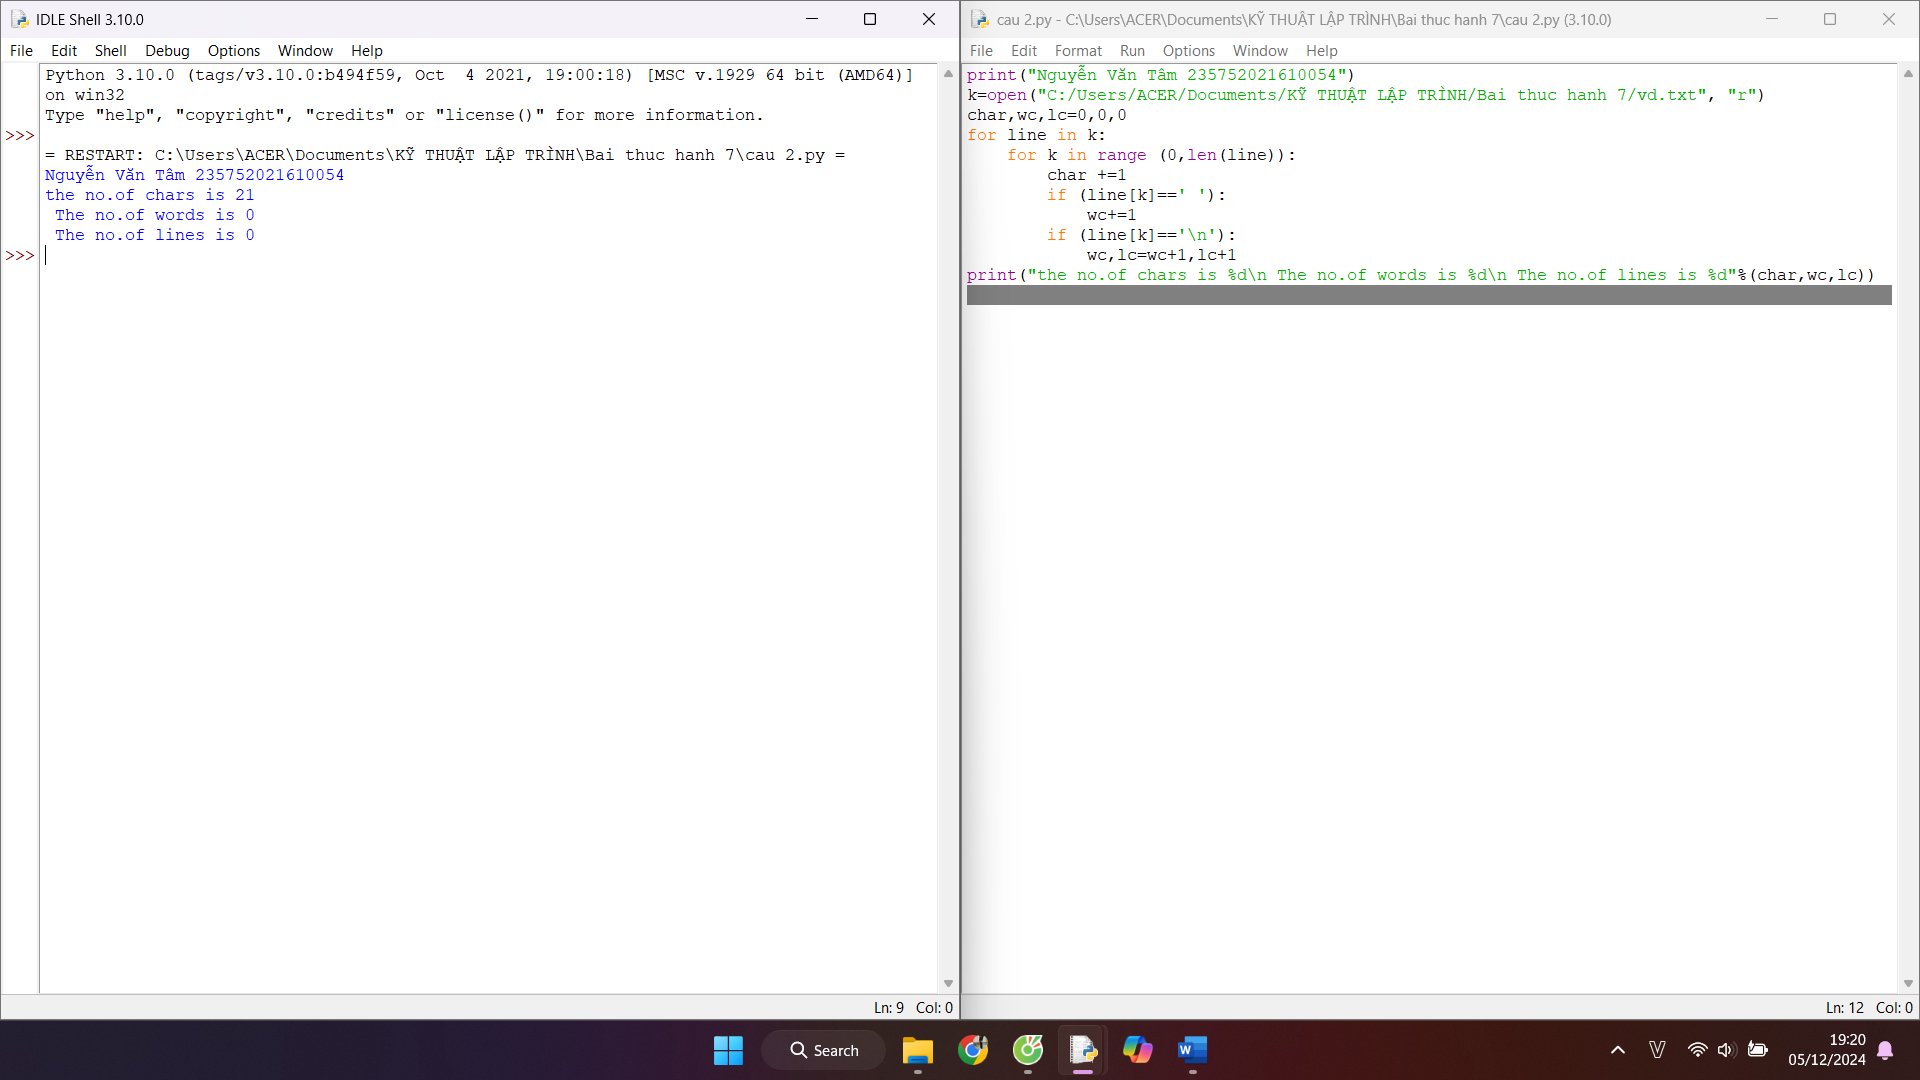 IDLE Shell 3.10.0
File Edit Shell Debug Options Window Help
Python 3.10.0 (tags/v3.10.0:b494f59, Oct  4 2021, 19:00:18) [MSC v.1929 64 bit (AMD64)]
on win32
Type "help", "copyright", "credits" or "license()" for more information.
>>>
= RESTART: C:\Users\ACER\Documents\KỸ THUẬT LẬP TRÌNH\Bai thuc hanh 7\cau 2.py =
Nguyễn Văn Tâm 235752021610054
the no.of chars is 21
 The no.of words is 0
 The no.of lines is 0
>>>
Ln: 9 Col: 0
cau 2.py - C:\Users\ACER\Documents\KỸ THUẬT LẬP TRÌNH\Bai thuc hanh 7\cau 2.py (3.10.0)
File Edit Format Run Options Window Help
print("Nguyễn Văn Tâm 235752021610054")
k=open("C:/Users/ACER/Documents/KỸ THUẬT LẬP TRÌNH/Bai thuc hanh 7/vd.txt", "r")
char,wc,lc=0,0,0
for line in k:
    for k in range (0,len(line)):
        char +=1
        if (line[k]==' '):
            wc+=1
        if (line[k]=='\n'):
            wc,lc=wc+1,lc+1
print("the no.of chars is %d\n The no.of words is %d\n The no.of lines is %d"%(char,wc,lc))
Ln: 12 Col: 0
Search
19:20
05/12/2024